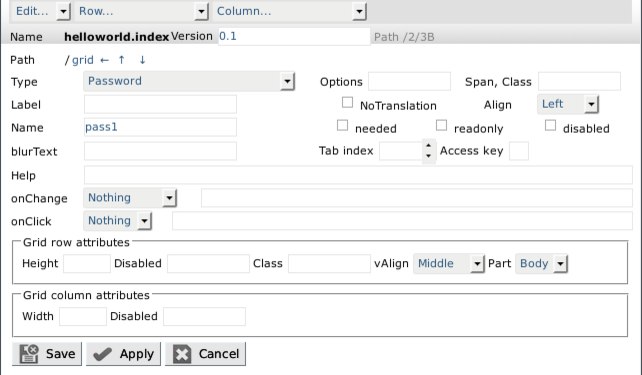 Edit... Row... Column...
Name helloworld.index Version 0.1 Path /2/3B
Path /grid ← ↑ ↓
Type Password Options Span, Class
Label NoTranslation Align Left
Name pass1 needed readonly disabled
blurText Tab index Access key
Help
onChange Nothing
onClick Nothing
Grid row attributes
Height Disabled Class vAlign Middle Part Body
Grid column attributes
Width Disabled
Save Apply Cancel